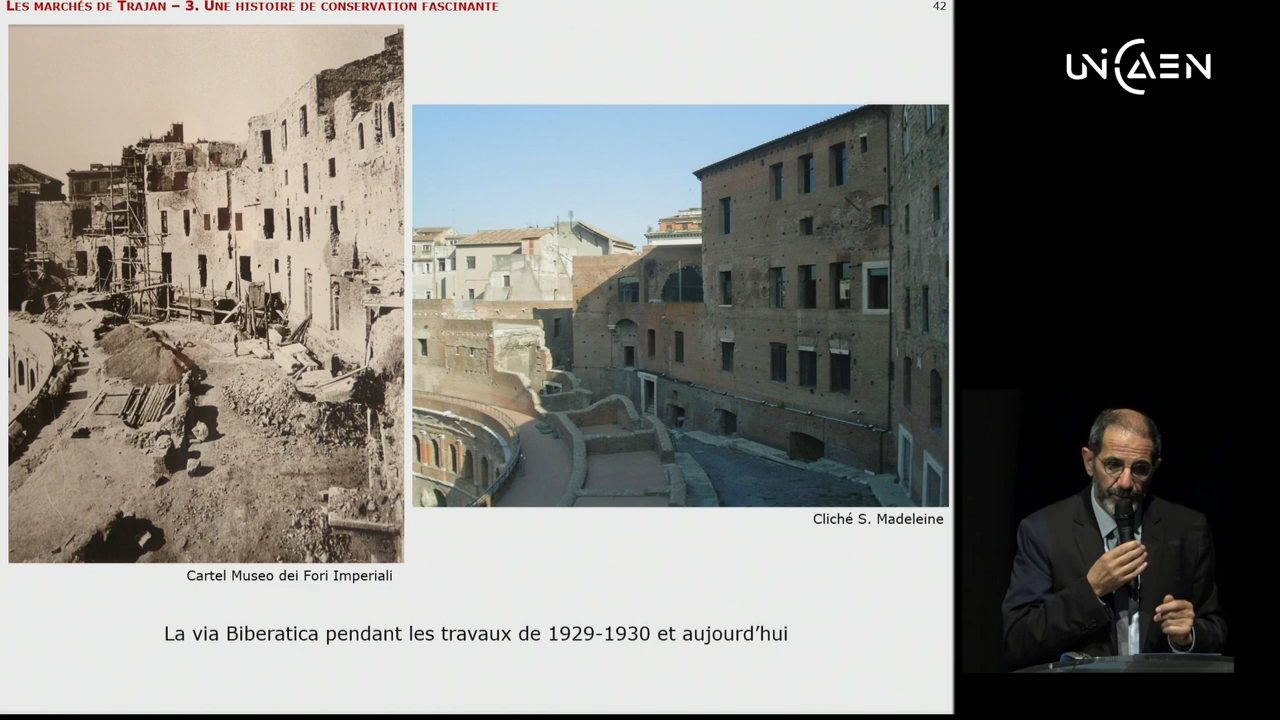 Les marchés de Trajan – 3. Une histoire de conservation fascinante
42
UNICAEN
Cliché S. Madeleine
Cartel Museo dei Fori Imperiali
La via Biberatica pendant les travaux de 1929-1930 et aujourd’hui